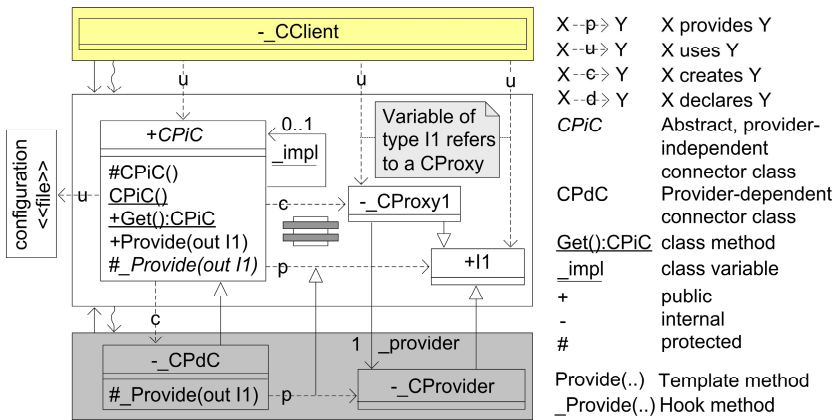 -_CClient
u
u
u
+CPiC
#CPiC()
CPiC()
+Get():CPiC
+Provide(out I1)
#_Provide(out I1)
0..1
_impl
Variable of
type I1 refers
to a CProxy
configuration
<<file>>
u
c
-_CProxy1
+I1
p
c
1
_provider
-_CPdC
#_Provide(out I1)
p
-_CProvider
X--p->Y X provides Y
X--u->Y X uses Y
X--c->Y X creates Y
X--d->Y X declares Y
CPiC Abstract, provider-
independent
connector class
CPdC Provider-dependent
connector class
Get():CPiC class method
_impl class variable
+ public
- internal
# protected
Provide(..) Template method
_Provide(..) Hook method